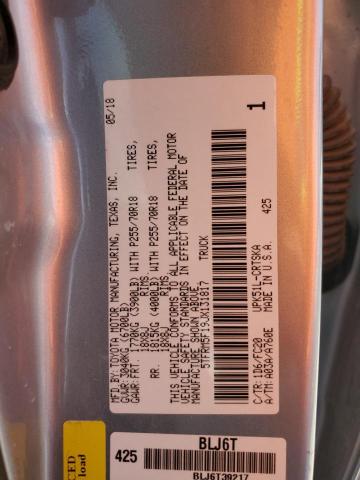 MFD. BY: TOYOTA MOTOR MANUFACTURING, TEXAS, INC. 05/18
GVWR: 3040KG (6700LB)
GAWR: FRT. 1770KG (3900LB) WITH P255/70R18 TIRES,
18X8J RIMS
RR. 1815KG (4000LB) WITH P255/70R18 TIRES,
18X8J RIMS
THIS VEHICLE CONFORMS TO ALL APPLICABLE FEDERAL MOTOR
VEHICLE SAFETY STANDARDS IN EFFECT ON THE DATE OF
MANUFACTURE SHOWN ABOVE.
5TFRM5F19JX131817 TRUCK
1
C/TR: 1D6/FC20 UPK51L-CRTSKA 425
A/TM: A03A/A760E
425 BLJ6T
BLJ6T39217
load